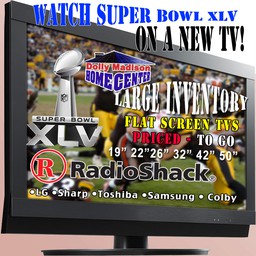 WATCH SUPER BOWL XLV
ON A NEW TV!
Dolly Madison
HOME CENTER
LARGE INVENTORY
FLAT SCREEN TVS
SUPER BOWL
PRICED - TO GO
XLV
19" 22" 26" 32" 42" 50"
R RadioShack®
•LG •Sharp •Toshiba •Samsung •Colby